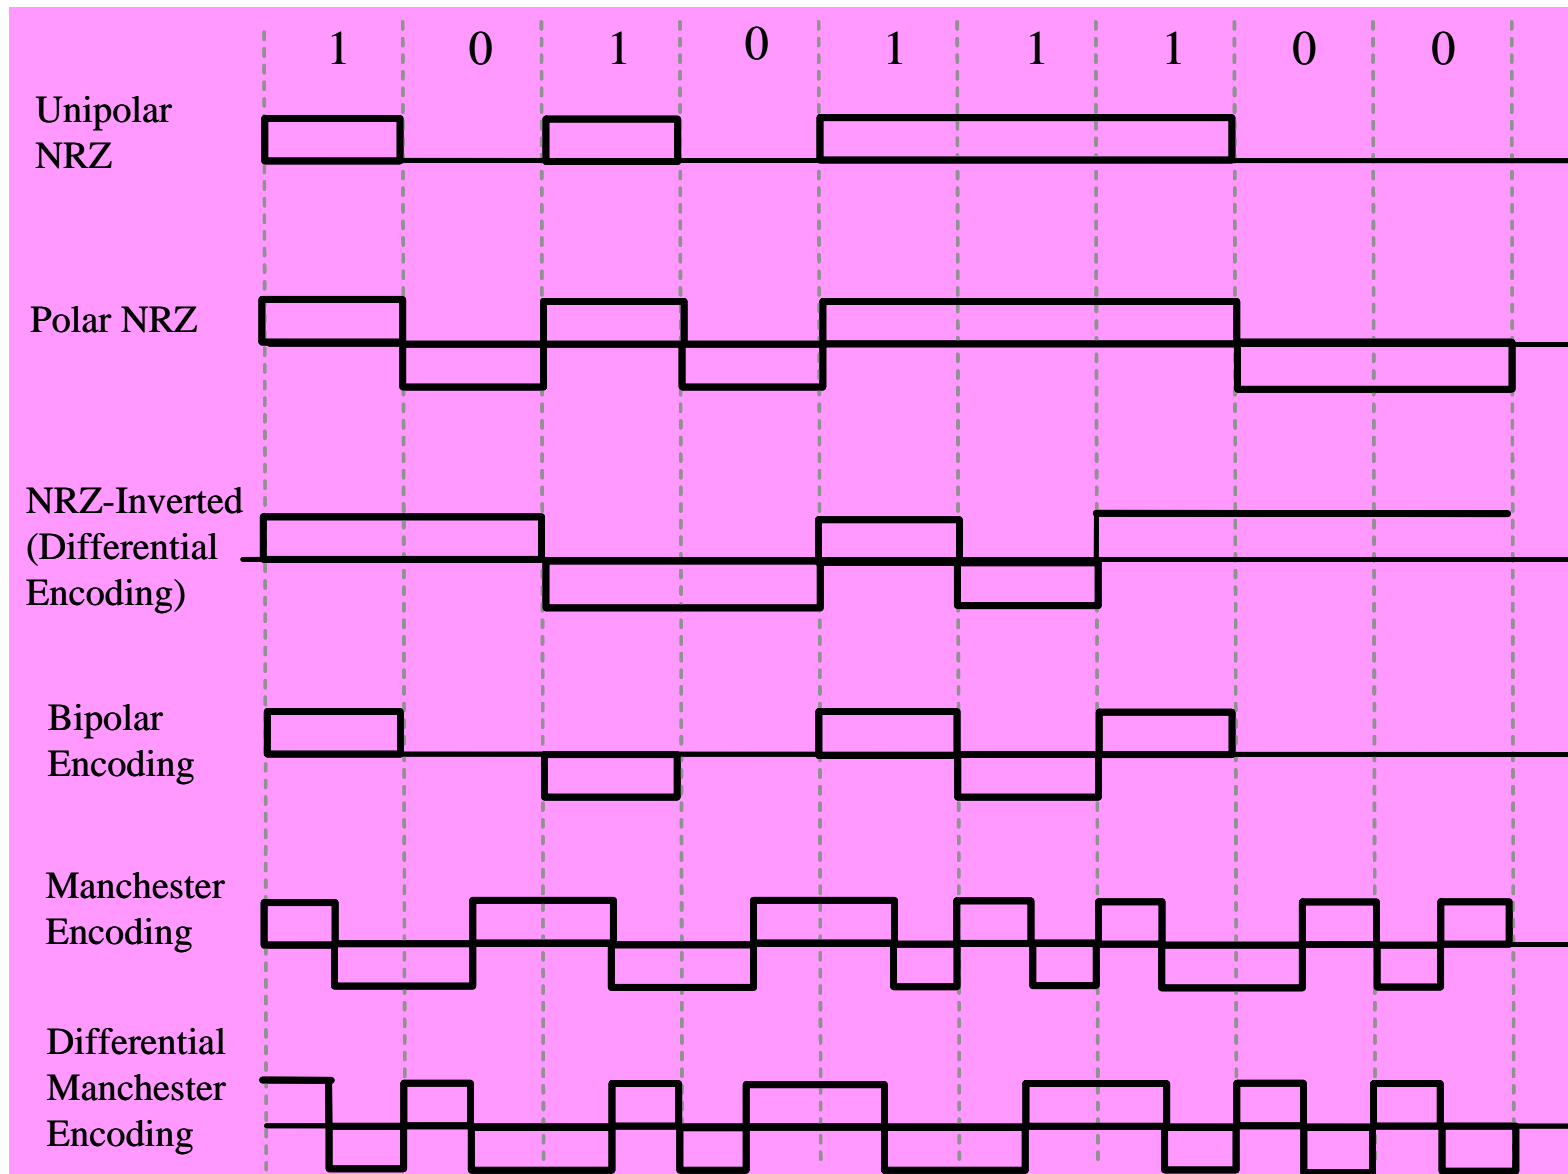 1 0 1 0 1 1 1 0 0
Unipolar
NRZ
Polar NRZ
NRZ-Inverted
(Differential
Encoding)
Bipolar
Encoding
Manchester
Encoding
Differential
Manchester
Encoding